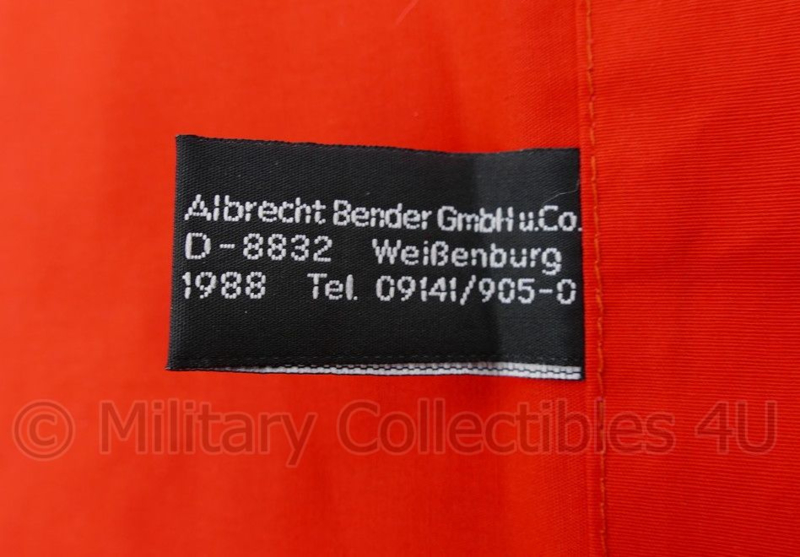 Albrecht Bender GmbH u. Co.
D-8832 Weißenburg
1988 Tel. 09141/905-0
© Military Collectibles 4U